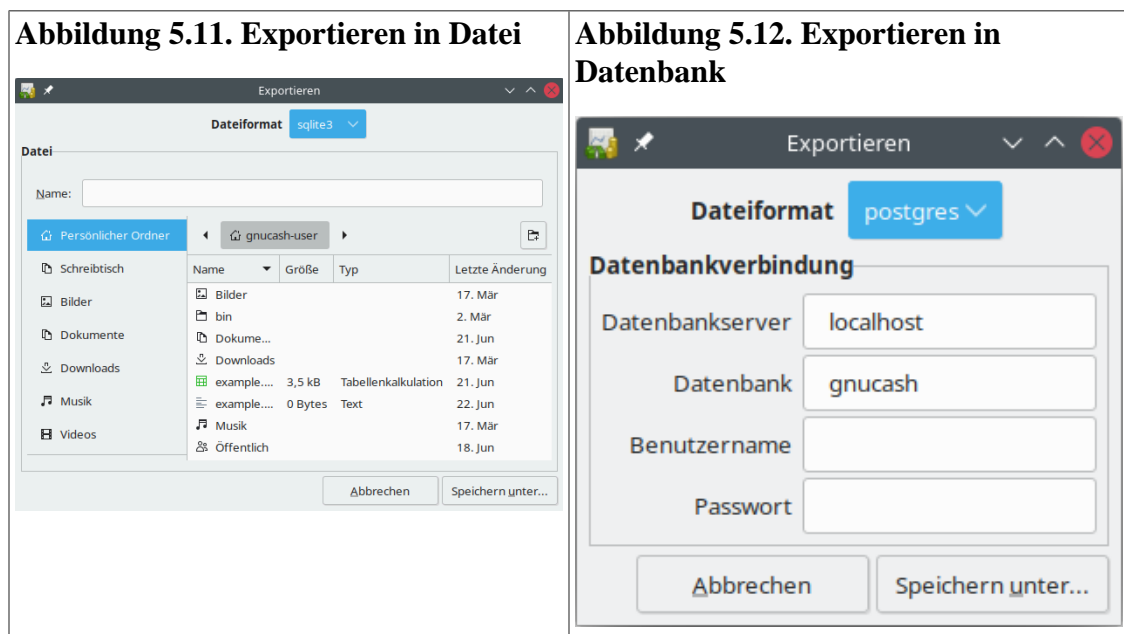 Abbildung 5.11. Exportieren in Datei
Exportieren
Dateiformat sqlite3
Datei
Name:
Persönlicher Ordner
Schreibtisch
Bilder
Dokumente
Downloads
Musik
Videos
gnucash-user
Name Größe Typ Letzte Änderung
Bilder 17. Mär
bin 2. Mär
Dokume... 21. Jun
Downloads 17. Mär
example.... 3,5 kB Tabellenkalkulation 21. Jun
example.... 0 Bytes Text 22. Jun
Musik 17. Mär
Öffentlich 18. Jun
Abbrechen Speichern unter...
Abbildung 5.12. Exportieren in
Datenbank
Exportieren
Dateiformat postgres
Datenbankverbindung
Datenbankserver localhost
Datenbank gnucash
Benutzername
Passwort
Abbrechen Speichern unter...